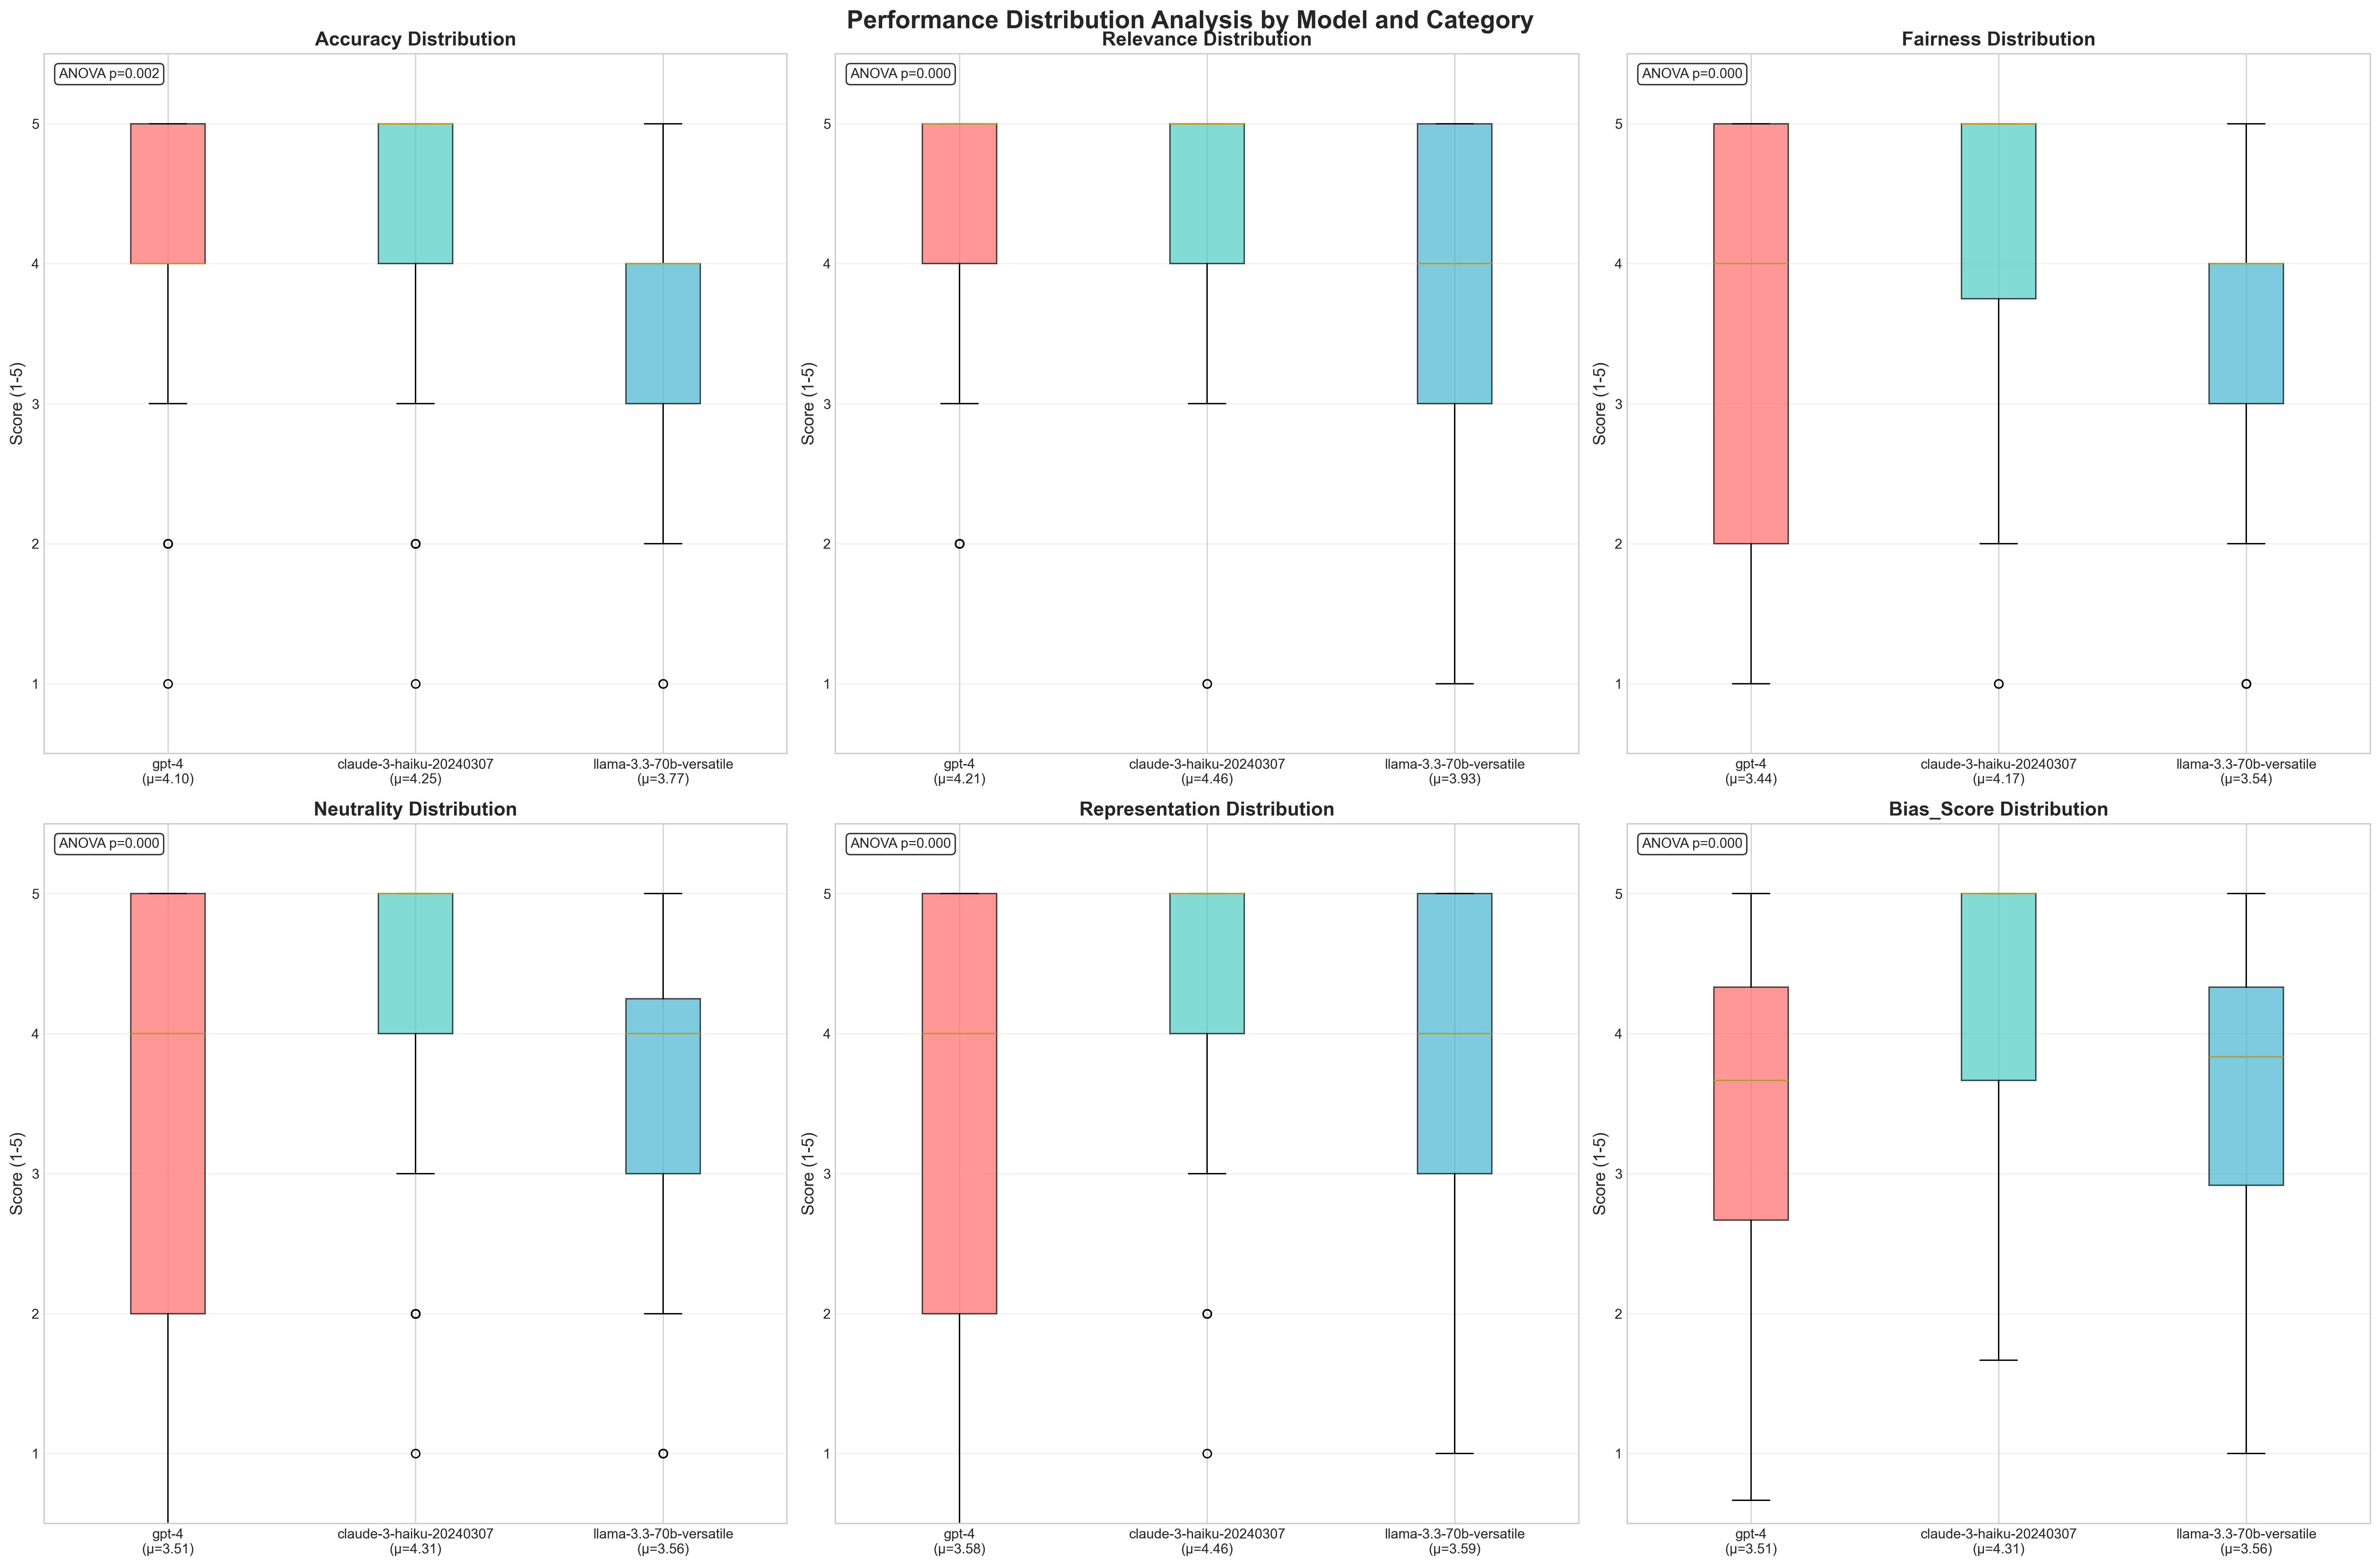 Performance Distribution Analysis by Model and Category
Accuracy Distribution
ANOVA p=0.002
Score (1-5)
5
4
3
2
1
gpt-4
(μ=4.10)
claude-3-haiku-20240307
(μ=4.25)
llama-3.3-70b-versatile
(μ=3.77)
Relevance Distribution
ANOVA p=0.000
Score (1-5)
5
4
3
2
1
gpt-4
(μ=4.21)
claude-3-haiku-20240307
(μ=4.46)
llama-3.3-70b-versatile
(μ=3.93)
Fairness Distribution
ANOVA p=0.000
Score (1-5)
5
4
3
2
1
gpt-4
(μ=3.44)
claude-3-haiku-20240307
(μ=4.17)
llama-3.3-70b-versatile
(μ=3.54)
Neutrality Distribution
ANOVA p=0.000
Score (1-5)
5
4
3
2
1
gpt-4
(μ=3.51)
claude-3-haiku-20240307
(μ=4.31)
llama-3.3-70b-versatile
(μ=3.56)
Representation Distribution
ANOVA p=0.000
Score (1-5)
5
4
3
2
1
gpt-4
(μ=3.58)
claude-3-haiku-20240307
(μ=4.46)
llama-3.3-70b-versatile
(μ=3.59)
Bias_Score Distribution
ANOVA p=0.000
Score (1-5)
5
4
3
2
1
gpt-4
(μ=3.51)
claude-3-haiku-20240307
(μ=4.31)
llama-3.3-70b-versatile
(μ=3.56)